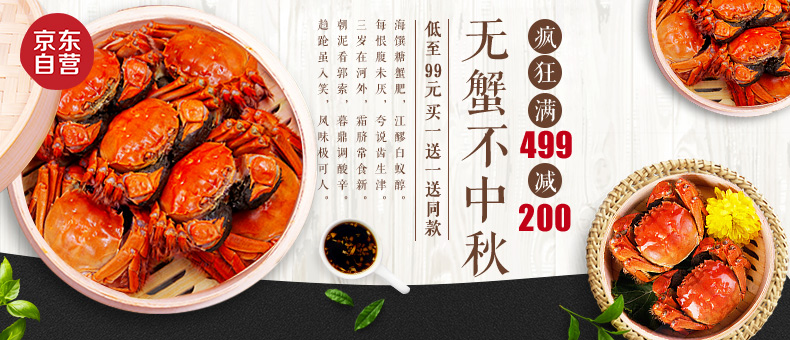 京东
自营
疯狂满
499
减
200
无蟹不中秋
低至99元买一送一送同款
海馔糖蟹肥，江醪白蚁醇。
每恨腹未厌，今说齿生津。
三岁在河外，霜脐常食新。
朝泥看郭索，暮鼎调酸辛。
趋跄虽入笑，风味极可人。